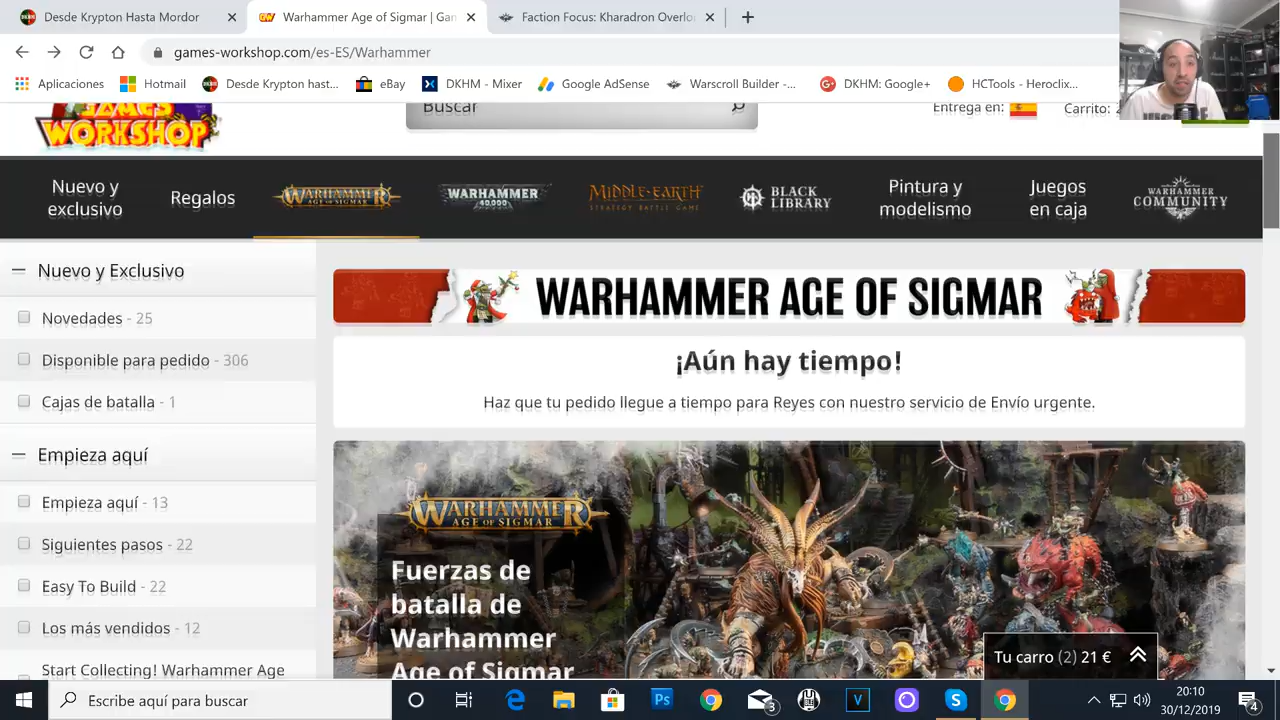 Desde Krypton Hasta Mordor
Warhammer Age of Sigmar | Gam
Faction Focus: Kharadron Overlo
games-workshop.com/es-ES/Warhammer
Aplicaciones
Hotmail
Desde Krypton hast...
eBay
DKHM - Mixer
Google AdSense
Warscroll Builder -...
DKHM: Google+
HCTools - Heroclix...
GAMES WORKSHOP
Buscar
Entrega en:
Carrito:
Nuevo y exclusivo
Regalos
WARHAMMER AGE OF SIGMAR
WARHAMMER 40,000
MIDDLE-EARTH STRATEGY BATTLE GAME
BLACK LIBRARY
Pintura y modelismo
Juegos en caja
WARHAMMER COMMUNITY
Nuevo y Exclusivo
Novedades - 25
Disponible para pedido - 306
Cajas de batalla - 1
Empieza aquí
Empieza aquí - 13
Siguientes pasos - 22
Easy To Build - 22
Los más vendidos - 12
Start Collecting! Warhammer Age
WARHAMMER AGE OF SIGMAR
¡Aún hay tiempo!
Haz que tu pedido llegue a tiempo para Reyes con nuestro servicio de Envío urgente.
WARHAMMER AGE OF SIGMAR
Fuerzas de
batalla de
Warhammer
Age of Sigmar
Tu carro (2) 21 €
Escribe aquí para buscar
20:10
30/12/2019